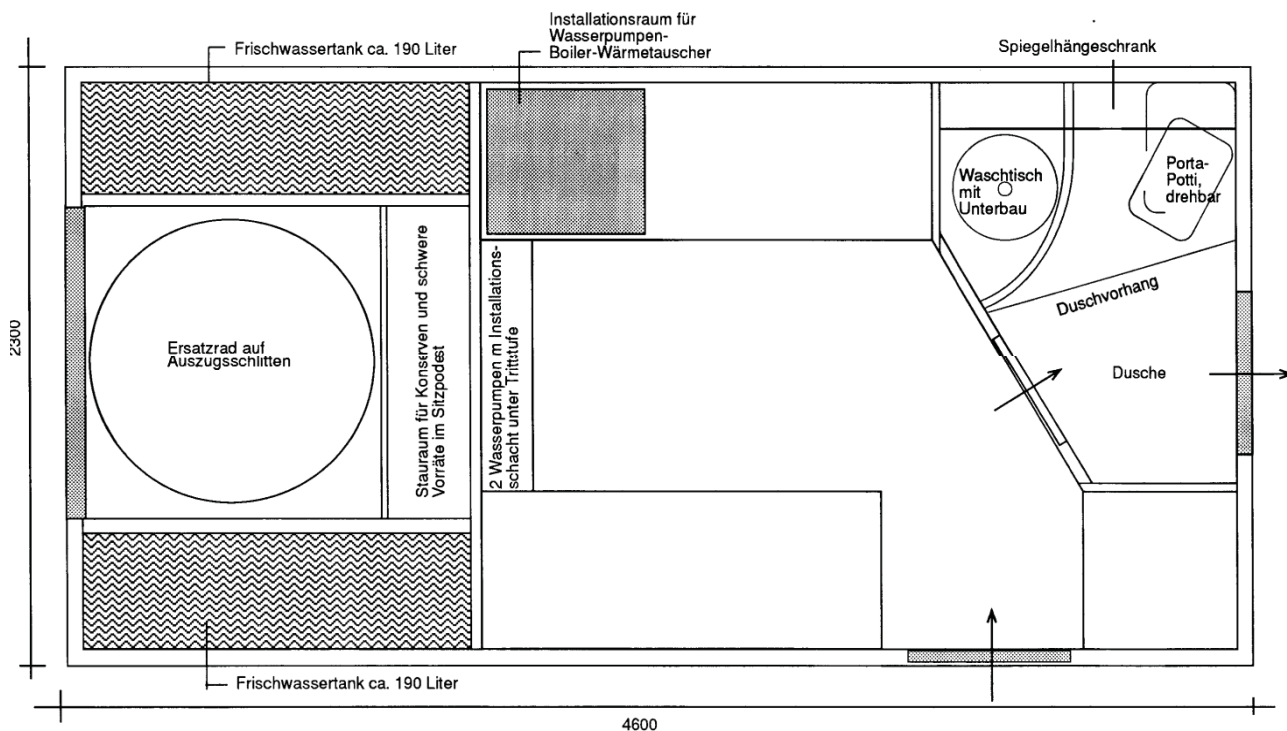 Installationsraum für
Wasserpumpen-
Boiler-Wärmetauscher
Frischwassertank ca. 190 Liter
Spiegelhängeschrank
Waschtisch
mit
Unterbau
Porta-
Potti,
drehbar
Duschvorhang
Dusche
Ersatzrad auf
Auszugsschlitten
Stauraum für Konserven und schwere
Vorräte im Sitzpodest
2 Wasserpumpen m Installations-
schacht unter Trittstufe
2300
Frischwassertank ca. 190 Liter
4600